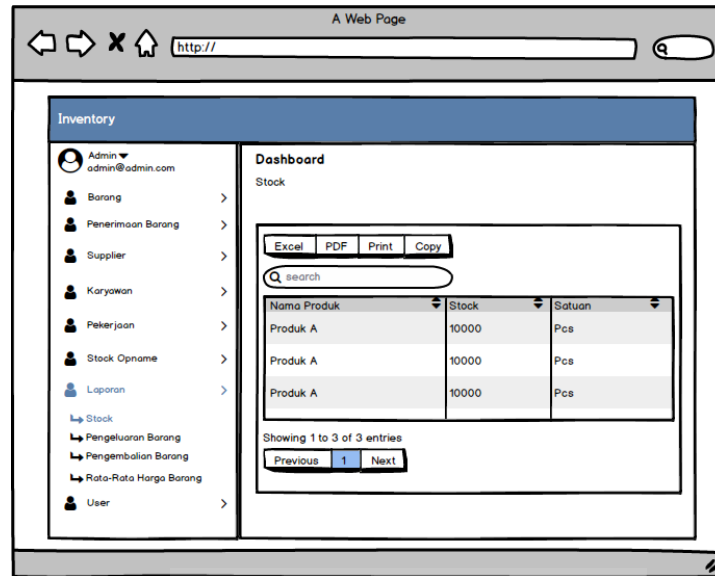 A Web Page
http://
Inventory
Admin
admin@admin.com
Barang
Penerimaan Barang
Supplier
Karyawan
Pekerjaan
Stock Opname
Laporan
Stock
Pengeluaran Barang
Pengembalian Barang
Rata-Rata Harga Barang
User
Dashboard
Stock
Excel PDF Print Copy
search
Nama Produk Stock Satuan
Produk A 10000 Pcs
Produk A 10000 Pcs
Produk A 10000 Pcs
Showing 1 to 3 of 3 entries
Previous 1 Next